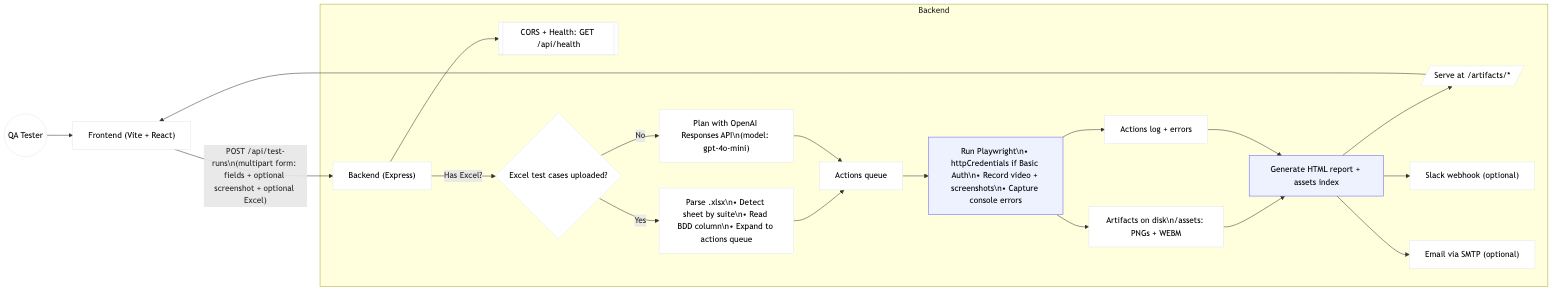 Backend
CORS + Health: GET
/api/health
Serve at /artifacts/*
QA Tester
Frontend (Vite + React)
POST /api/test-
runs\n(multipart form:
fields + optional
screenshot + optional
Excel)
Backend (Express)
Has Excel?
Excel test cases uploaded?
No
Plan with OpenAI
Responses API\n(model:
gpt-4o-mini)
Yes
Parse .xlsx\n• Detect
sheet by suite\n• Read
BDD column\n• Expand to
actions queue
Actions queue
Run Playwright\n•
httpCredentials if Basic
Auth\n• Record video +
screenshots\n• Capture
console errors
Actions log + errors
Artifacts on disk\n/assets:
PNGs + WEBM
Generate HTML report +
assets index
Slack webhook (optional)
Email via SMTP (optional)